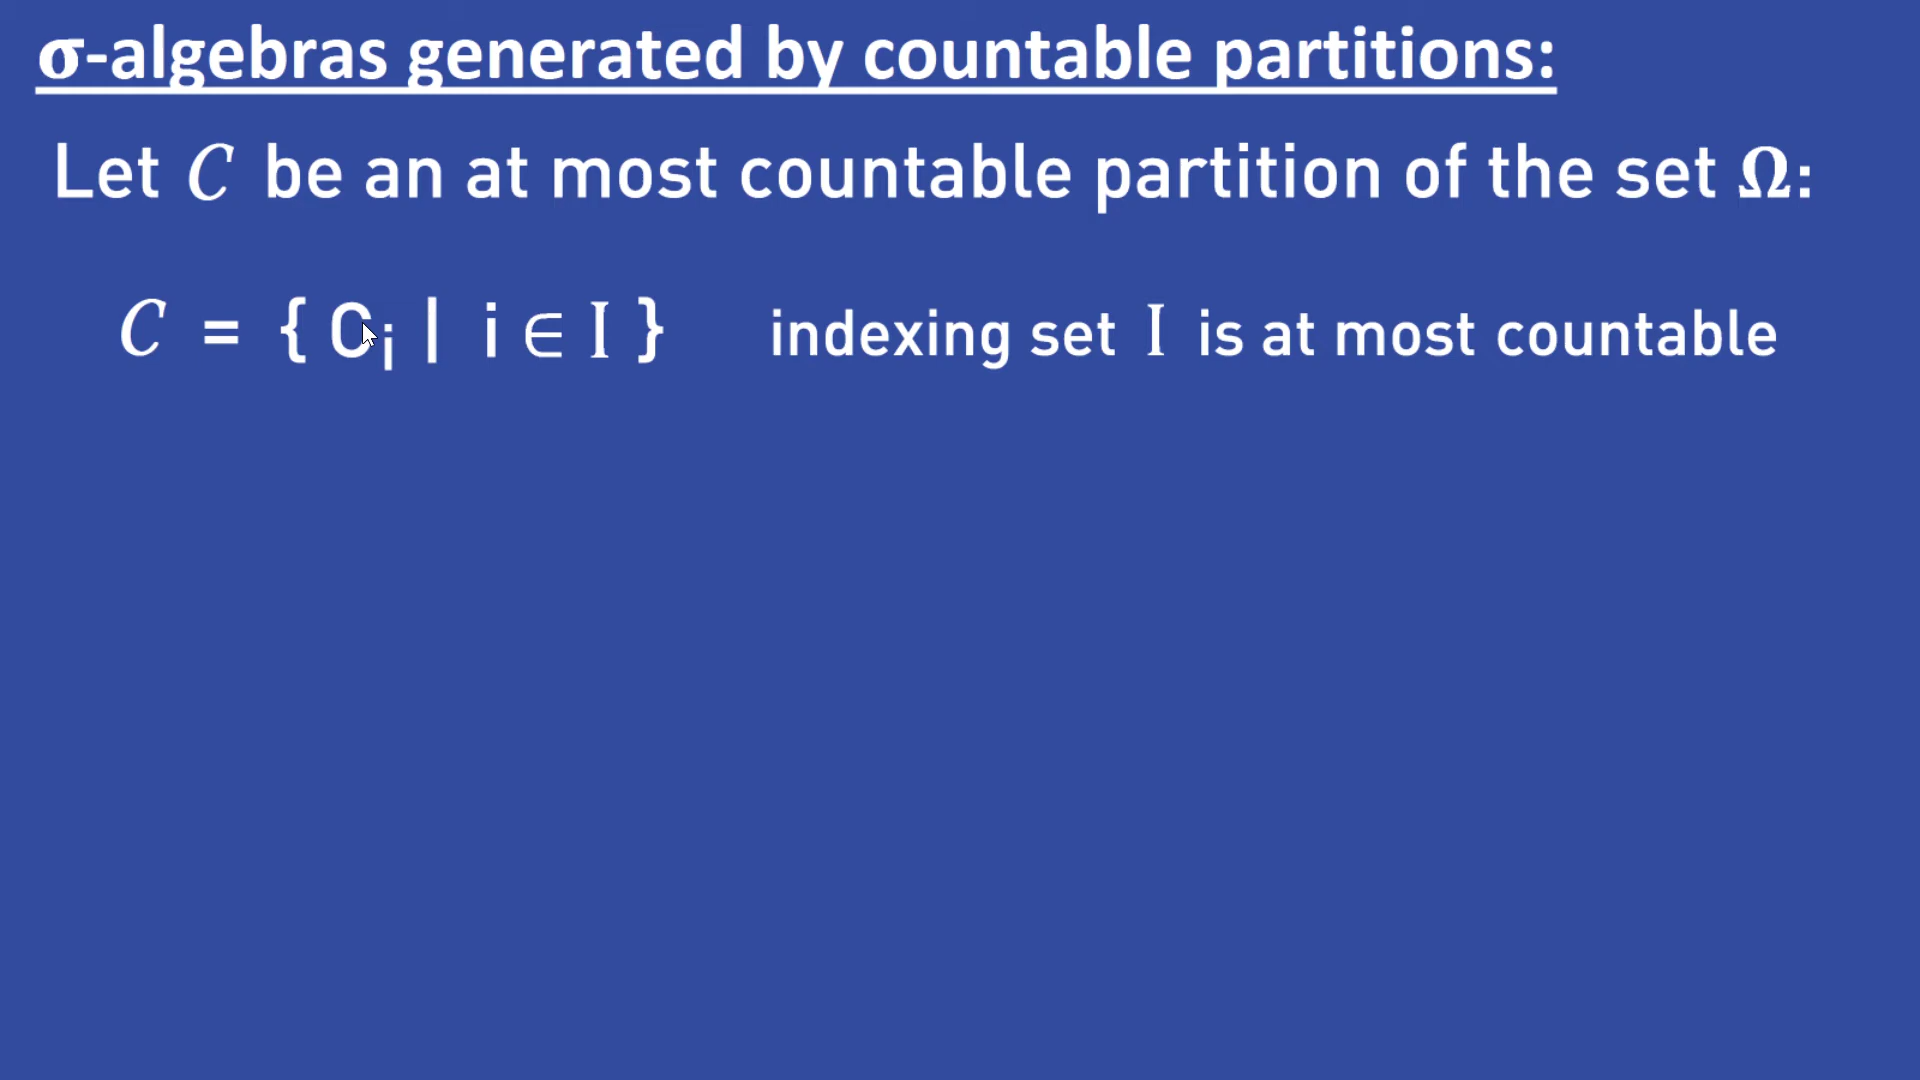 σ-algebras generated by countable partitions:
Let C be an at most countable partition of the set Ω:
C = { Cᵢ | i ∈ I } indexing set I is at most countable